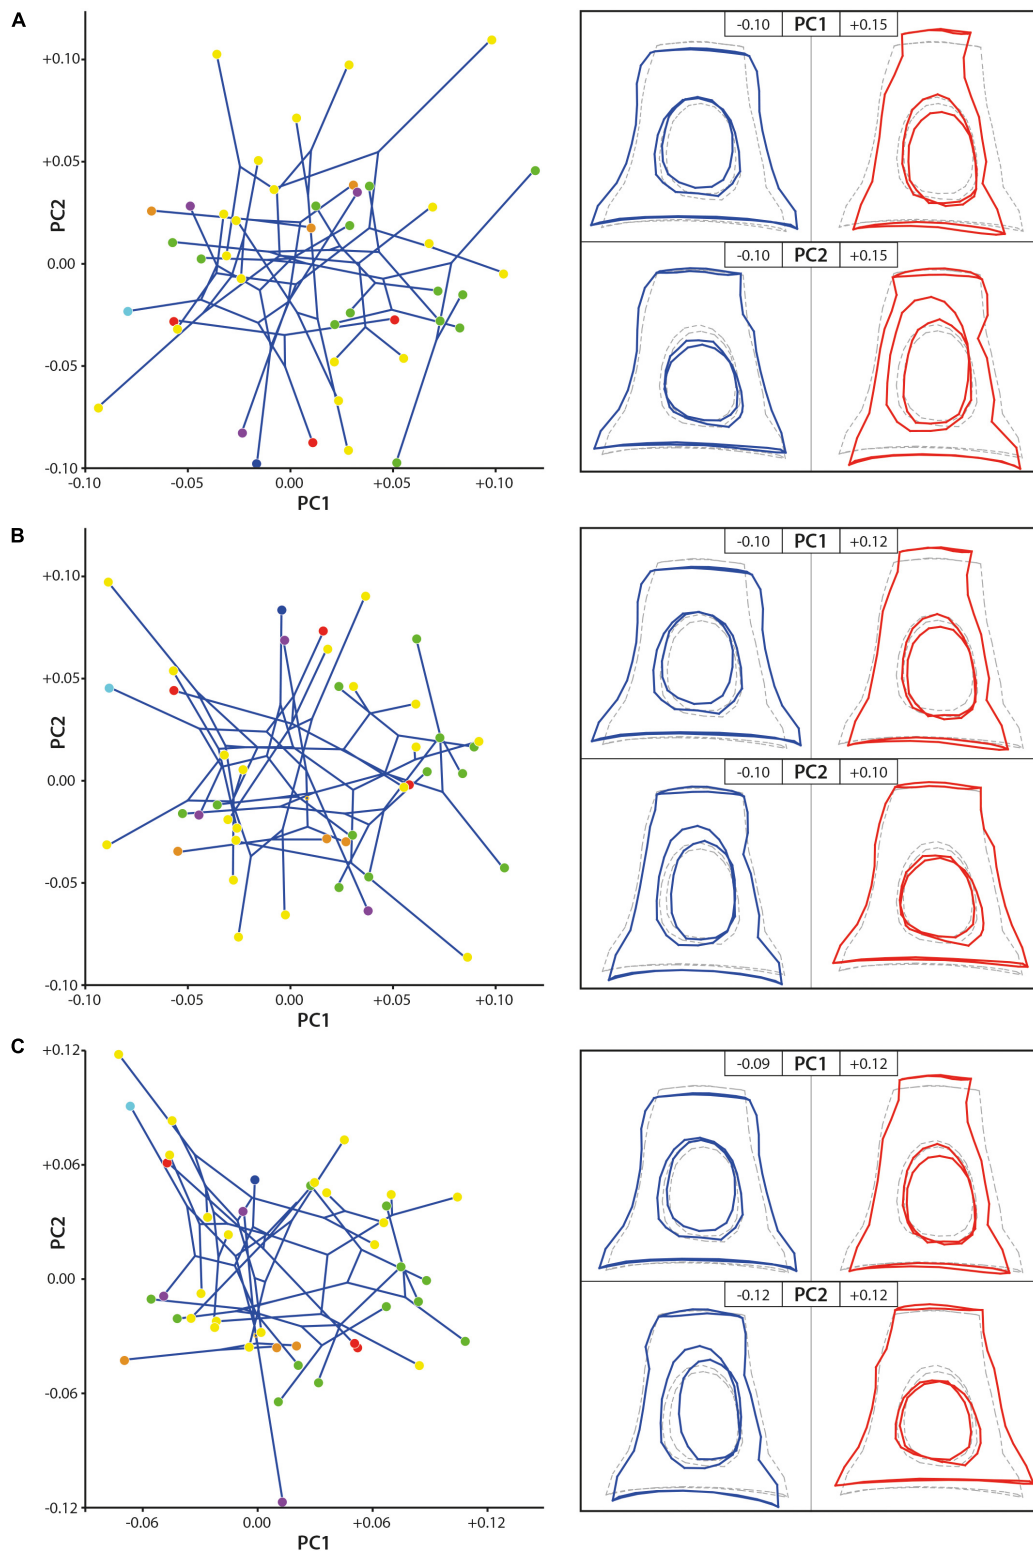 A
+0.10
+0.05
0.00
-0.05
-0.10
PC2
-0.10 -0.05 0.00 +0.05 +0.10
PC1
-0.10 PC1 +0.15
-0.10 PC2 +0.15
B
+0.10
+0.05
0.00
-0.05
-0.10
PC2
-0.10 -0.05 0.00 +0.05 +0.10
PC1
-0.10 PC1 +0.12
-0.10 PC2 +0.10
C
+0.12
+0.06
0.00
-0.06
-0.12
PC2
-0.06 0.00 +0.06 +0.12
PC1
-0.09 PC1 +0.12
-0.12 PC2 +0.12